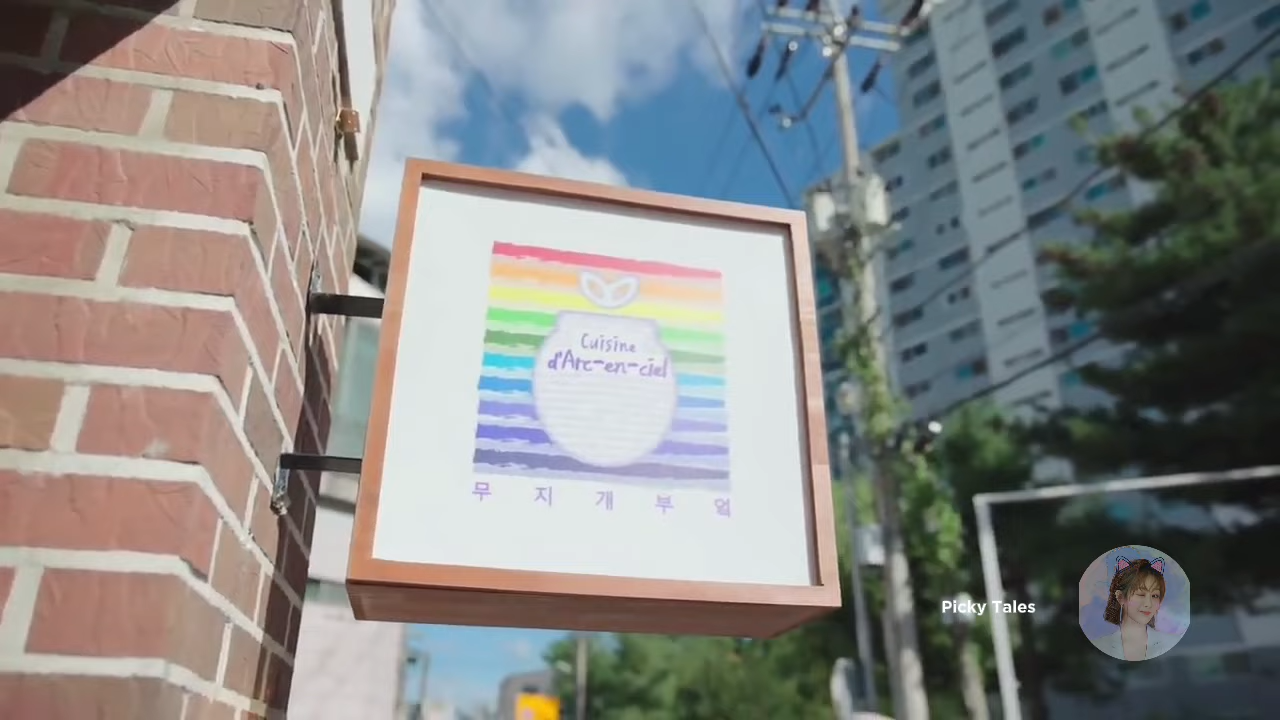 Cuisine
d'Arc-en-ciel
무 지 개 부 엌
Picky Tales